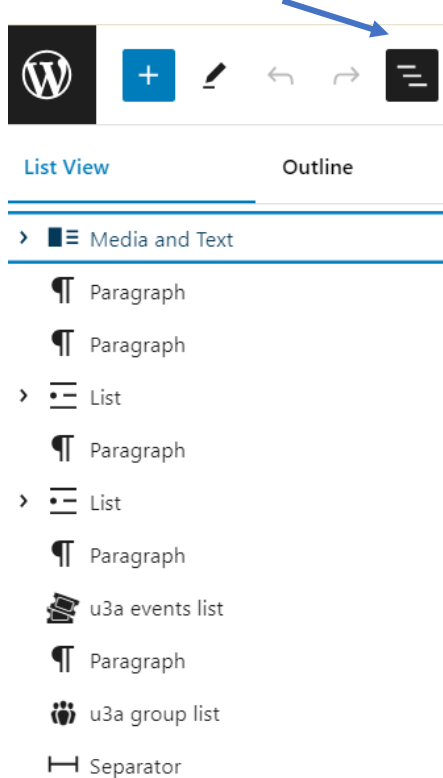 List View Outline
Media and Text
Paragraph
Paragraph
List
Paragraph
List
Paragraph
u3a events list
Paragraph
u3a group list
Separator